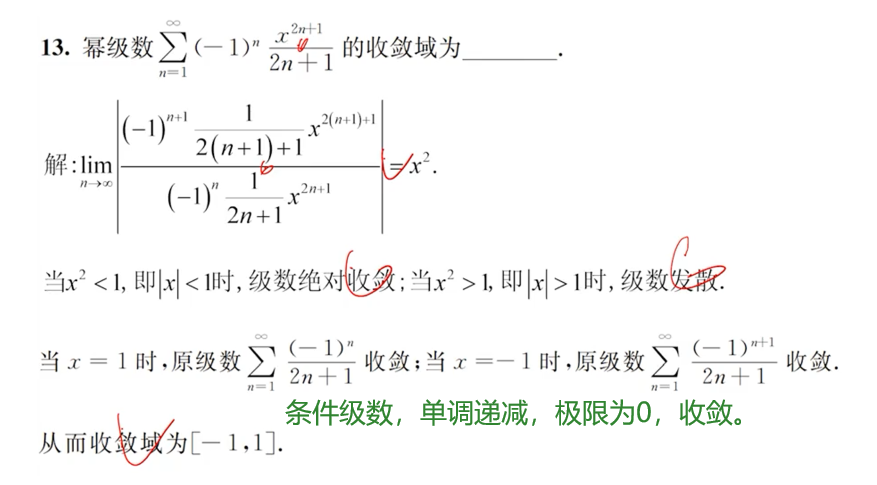 13. 幂级数 $\sum_{n=1}^{\infty}(-1)^n\frac{x^{2n+1}}{2n+1}$ 的收敛域为________.
解: $\lim_{n\to\infty}\left|\frac{(-1)^{n+1}\frac{1}{2(n+1)+1}x^{2(n+1)+1}}{(-1)^n\frac{1}{2n+1}x^{2n+1}}\right|=x^2$.
当$x^2<1$, 即$|x|<1$时, 级数绝对收敛; 当$x^2>1$, 即$|x|>1$时, 级数发散.
当 $x=1$ 时,原级数 $\sum_{n=1}^{\infty}\frac{(-1)^n}{2n+1}$ 收敛;当 $x=-1$ 时,原级数 $\sum_{n=1}^{\infty}\frac{(-1)^{n+1}}{2n+1}$ 收敛.
条件级数，单调递减，极限为0，收敛。
从而收敛域为$[-1,1]$.